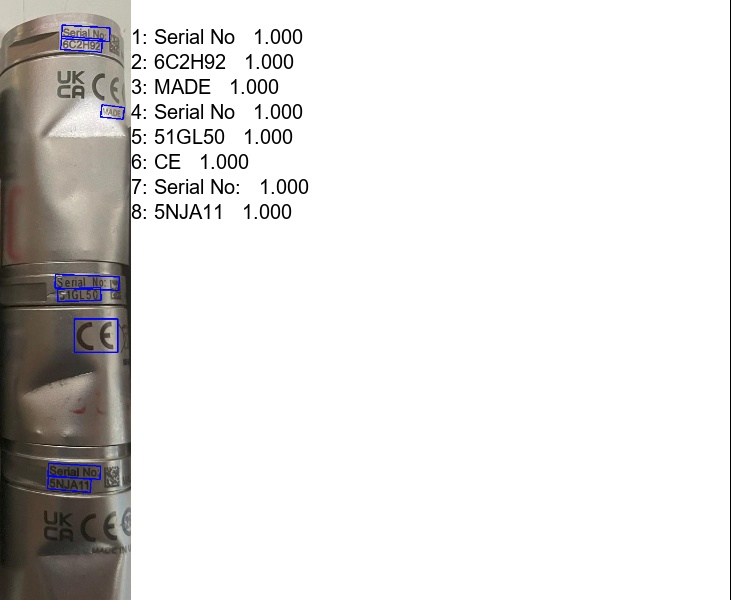 Serial No:
6C2H92
UK
CA CE
MADE
Serial No:
51GL50
CE
Serial No:
5NJA11
UK
CA CE
MADE IN
1: Serial No 1.000
2: 6C2H92 1.000
3: MADE 1.000
4: Serial No 1.000
5: 51GL50 1.000
6: CE 1.000
7: Serial No: 1.000
8: 5NJA11 1.000